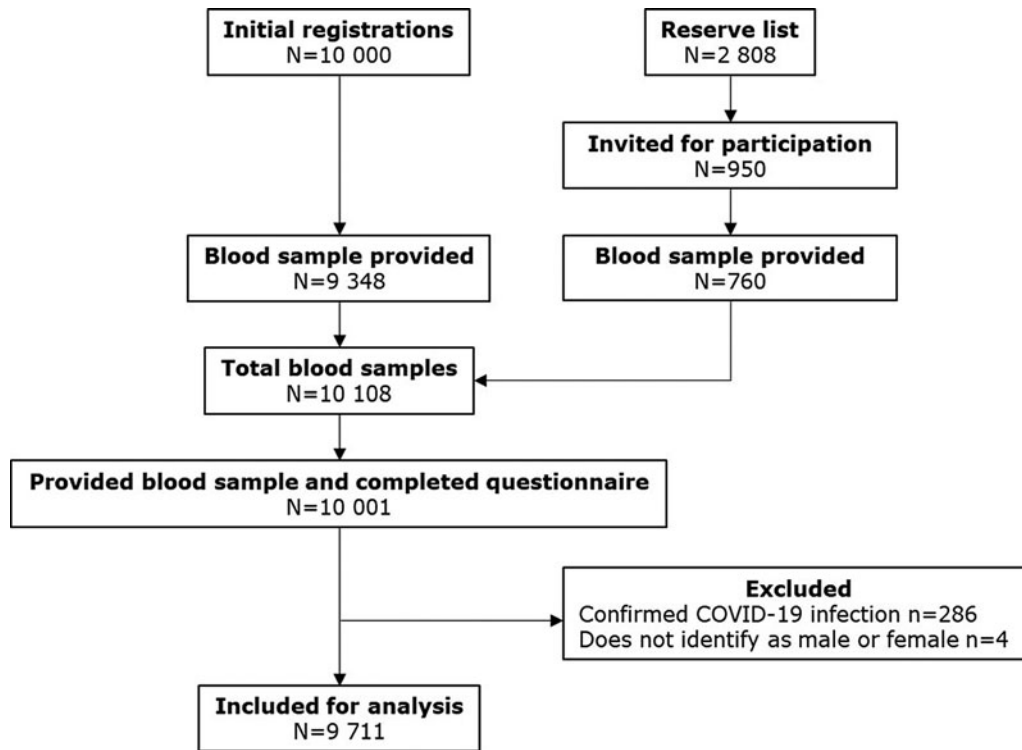 Initial registrations
N=10 000
Reserve list
N=2 808
Invited for participation
N=950
Blood sample provided
N=9 348
Blood sample provided
N=760
Total blood samples
N=10 108
Provided blood sample and completed questionnaire
N=10 001
Excluded
Confirmed COVID-19 infection n=286
Does not identify as male or female n=4
Included for analysis
N=9 711